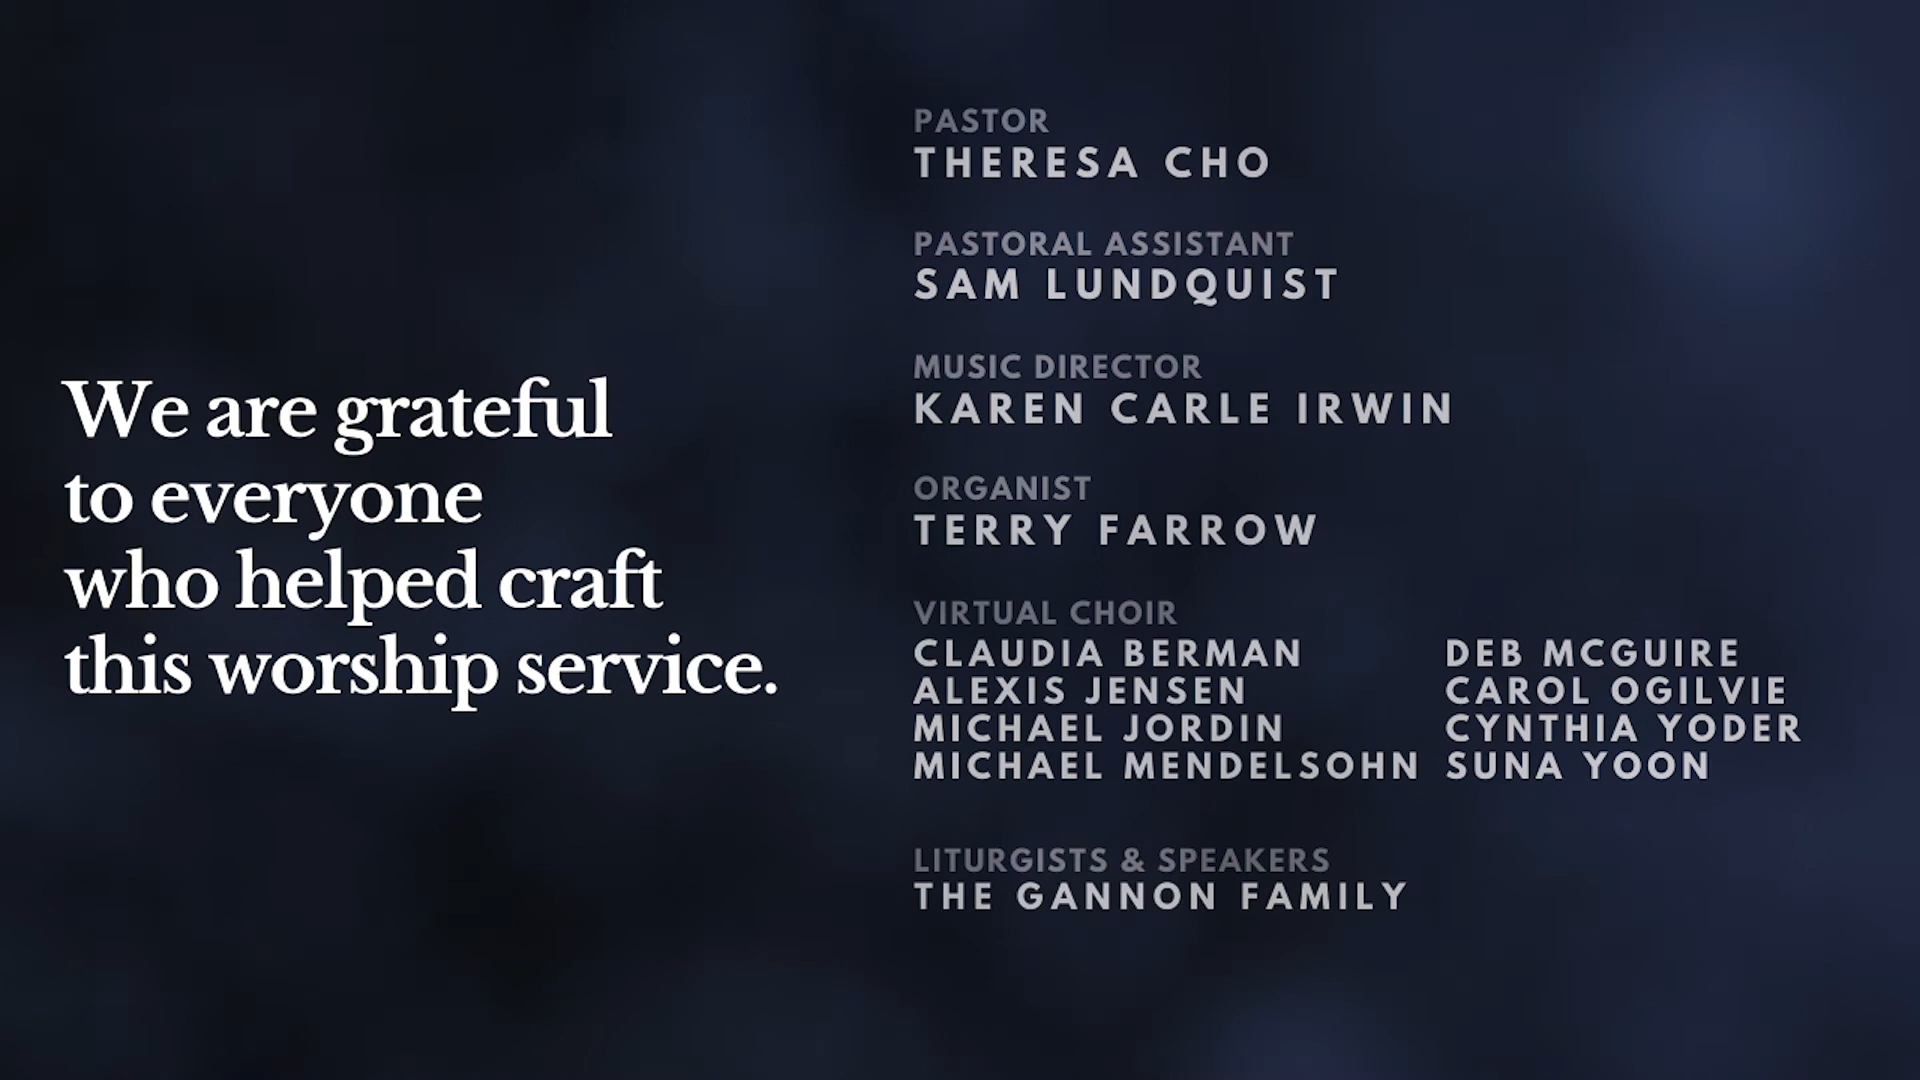 We are grateful
to everyone
who helped craft
this worship service.
PASTOR
THERESA CHO
PASTORAL ASSISTANT
SAM LUNDQUIST
MUSIC DIRECTOR
KAREN CARLE IRWIN
ORGANIST
TERRY FARROW
VIRTUAL CHOIR
CLAUDIA BERMAN
ALEXIS JENSEN
MICHAEL JORDIN
MICHAEL MENDELSOHN
DEB MCGUIRE
CAROL OGILVIE
CYNTHIA YODER
SUNA YOON
LITURGISTS & SPEAKERS
THE GANNON FAMILY